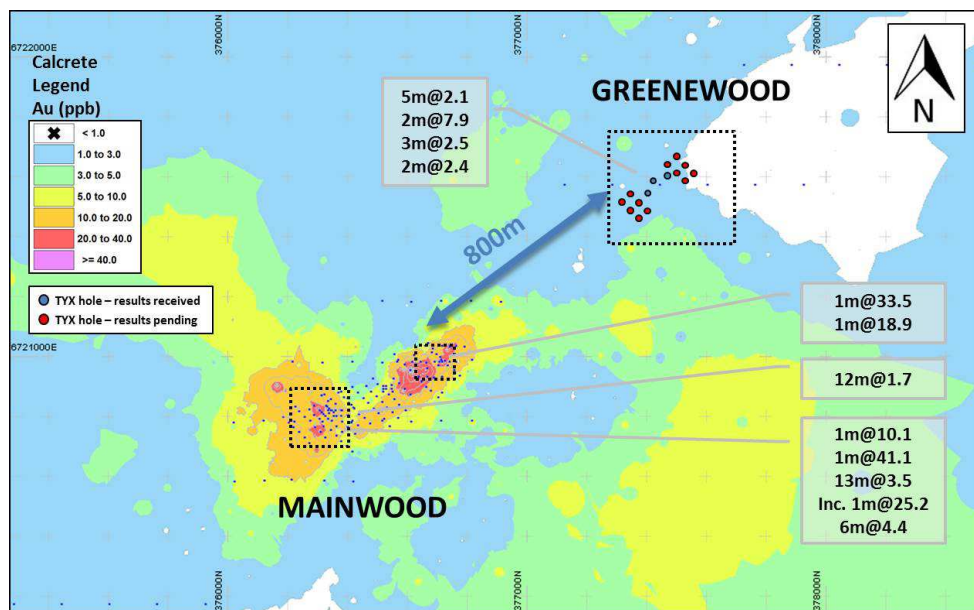 376000N
377000N
378000N
6722000E
Calcrete
Legend
Au (ppb)
< 1.0
1.0 to 3.0
3.0 to 5.0
5.0 to 10.0
10.0 to 20.0
20.0 to 40.0
>= 40.0
TYX hole – results received
TYX hole – results pending
5m@2.1
2m@7.9
3m@2.5
2m@2.4
GREENEWOOD
N
800m
6721000E
1m@33.5
1m@18.9
12m@1.7
1m@10.1
1m@41.1
13m@3.5
Inc. 1m@25.2
6m@4.4
MAINWOOD
376000N
377000N
378000N